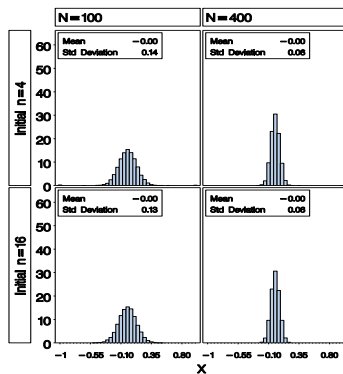 N=100 N=400
Initial n=4
60
50
40
30
20
10
0
Mean -0.00
Std Deviation 0.14
Mean -0.00
Std Deviation 0.06
Initial n=16
60
50
40
30
20
10
0
Mean -0.00
Std Deviation 0.13
Mean -0.00
Std Deviation 0.06
-1 -0.55 -0.10 0.35 0.80 -1 -0.55 -0.10 0.35 0.80
X